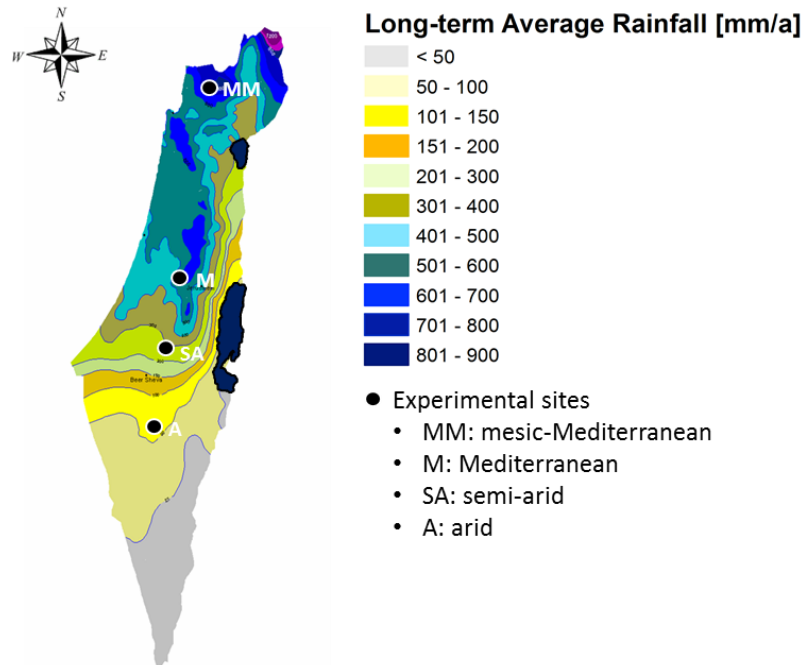 N
W E
S
Long-term Average Rainfall [mm/a]
< 50
50 - 100
101 - 150
151 - 200
201 - 300
301 - 400
401 - 500
501 - 600
601 - 700
701 - 800
801 - 900
● Experimental sites
• MM: mesic-Mediterranean
• M: Mediterranean
• SA: semi-arid
• A: arid
MM
M
SA
Beer Sheva
A